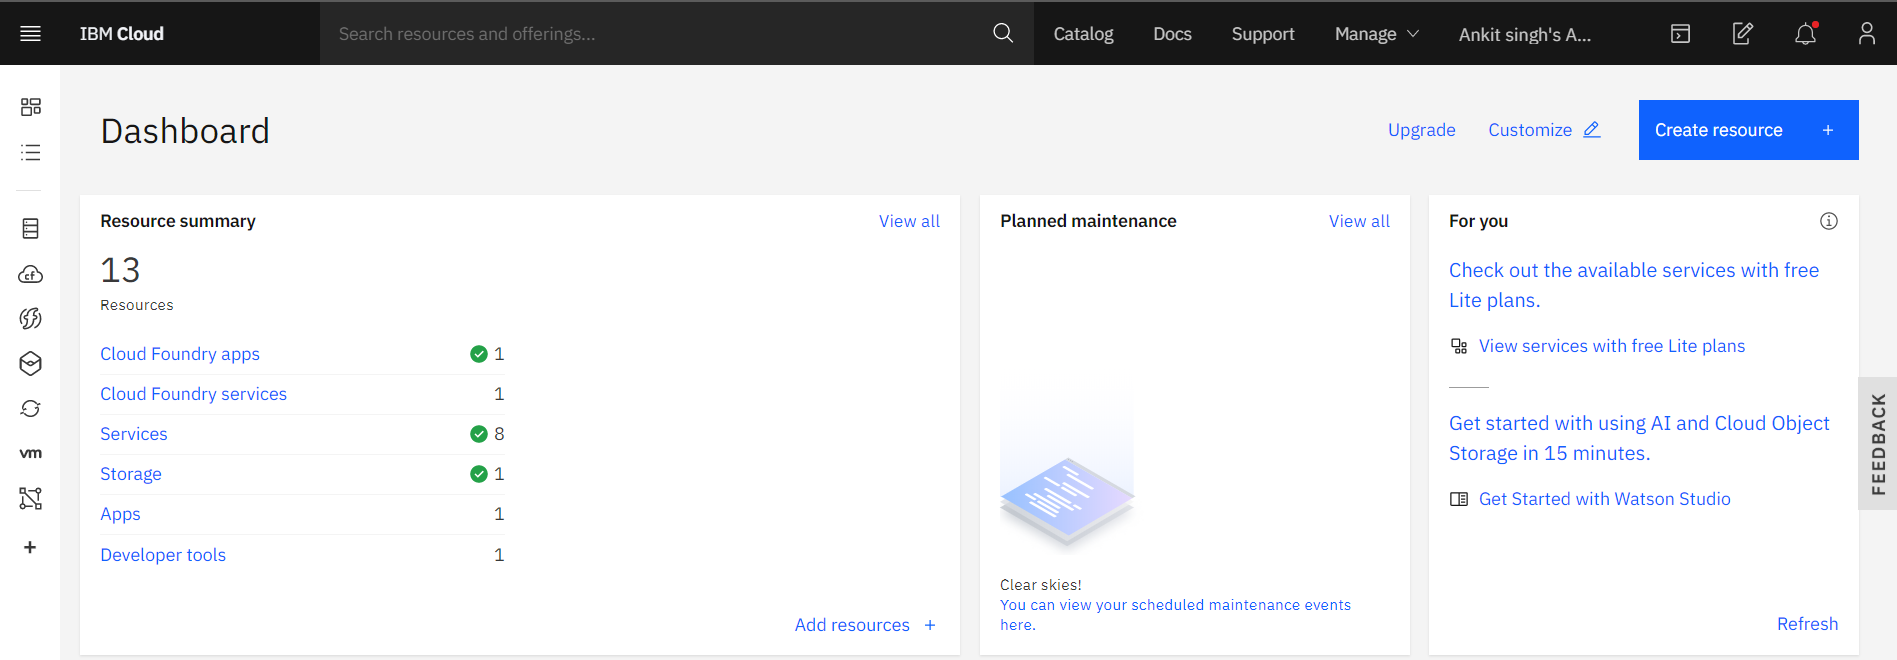 IBM Cloud
Search resources and offerings...
Catalog
Docs
Support
Manage
Ankit singh's A...
cf
vm
Dashboard
Upgrade
Customize
Create resource +
Resource summary
View all
13
Resources
Cloud Foundry apps 1
Cloud Foundry services 1
Services 8
Storage 1
Apps 1
Developer tools 1
Add resources +
Planned maintenance
View all
Clear skies!
You can view your scheduled maintenance events
here.
For you
Check out the available services with free
Lite plans.
View services with free Lite plans
Get started with using AI and Cloud Object
Storage in 15 minutes.
Get Started with Watson Studio
Refresh
FEEDBACK